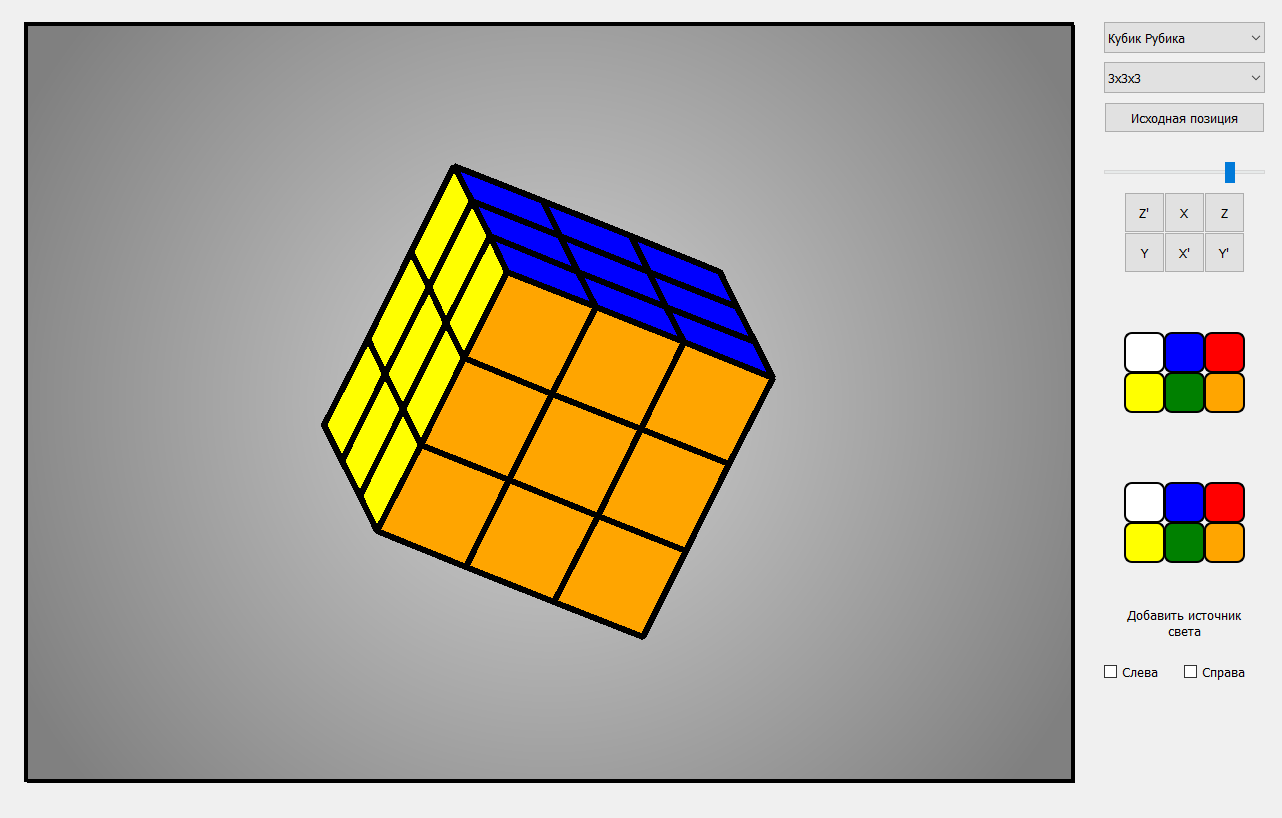 Кубик Рубика
3x3x3
Исходная позиция
Z' X Z
Y X' Y'
Добавить источник
света
Слева Справа